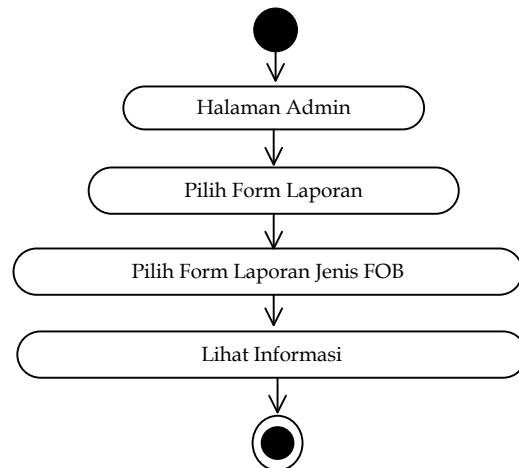 Halaman Admin
Pilih Form Laporan
Pilih Form Laporan Jenis FOB
Lihat Informasi